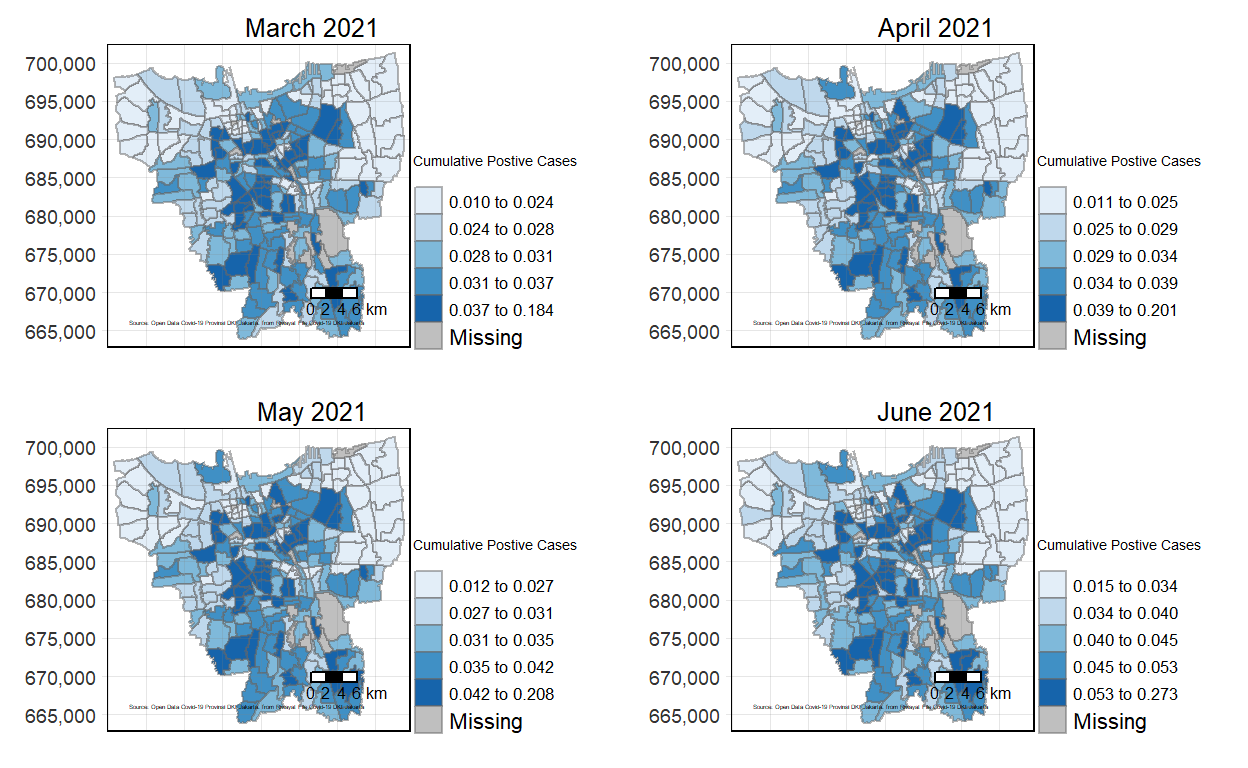 March 2021
700,000
695,000
690,000
685,000
680,000
675,000
670,000
665,000
Cumulative Postive Cases
0.010 to 0.024
0.024 to 0.028
0.028 to 0.031
0.031 to 0.037
0.037 to 0.184
Missing
0 2 4 6 km
Source. Open Data Covid-19 Provinsi DKI Jakarta. from Riwayat File Covid-19 DKI Jakarta
April 2021
700,000
695,000
690,000
685,000
680,000
675,000
670,000
665,000
Cumulative Postive Cases
0.011 to 0.025
0.025 to 0.029
0.029 to 0.034
0.034 to 0.039
0.039 to 0.201
Missing
0 2 4 6 km
Source. Open Data Covid-19 Provinsi DKI Jakarta. from Riwayat File Covid-19 DKI Jakarta
May 2021
700,000
695,000
690,000
685,000
680,000
675,000
670,000
665,000
Cumulative Postive Cases
0.012 to 0.027
0.027 to 0.031
0.031 to 0.035
0.035 to 0.042
0.042 to 0.208
Missing
0 2 4 6 km
Source. Open Data Covid-19 Provinsi DKI Jakarta. from Riwayat File Covid-19 DKI Jakarta
June 2021
700,000
695,000
690,000
685,000
680,000
675,000
670,000
665,000
Cumulative Postive Cases
0.015 to 0.034
0.034 to 0.040
0.040 to 0.045
0.045 to 0.053
0.053 to 0.273
Missing
0 2 4 6 km
Source. Open Data Covid-19 Provinsi DKI Jakarta. from Riwayat File Covid-19 DKI Jakarta